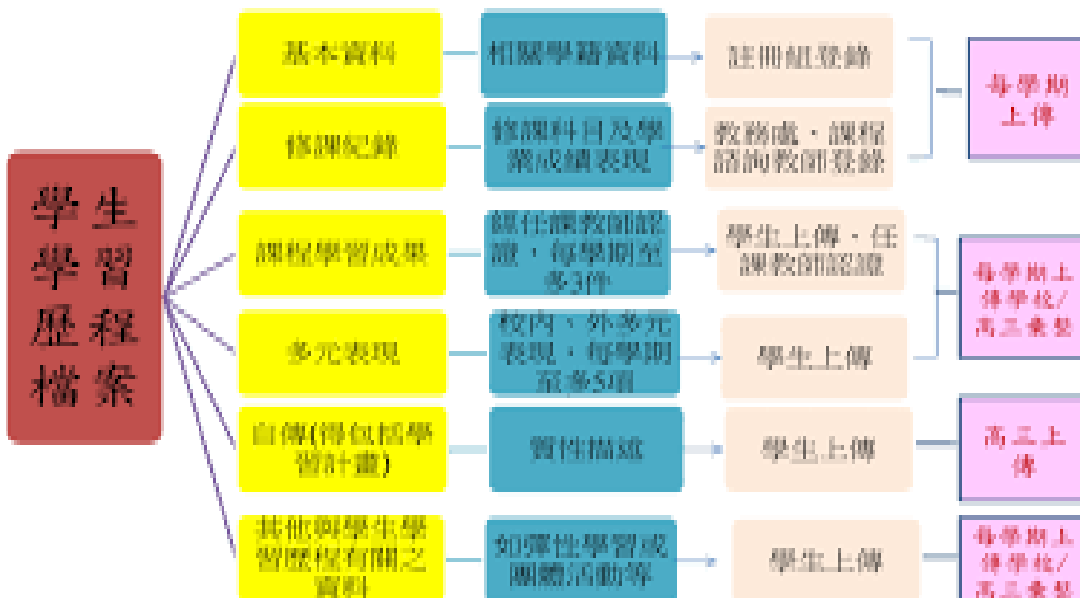 學生
學習
歷程
檔案
基本資料
相關學籍資料
註冊組登錄
每學期
上傳
修課紀錄
修課科目及學
業成績表現
教務處、課程
諮詢教師登錄
課程學習成果
經任課教師認
證，每學期至
多3件
學生上傳、任
課教師認證
每學期上
傳學校/
高三彙整
多元表現
校內、外多元
表現，每學期
至多5項
學生上傳
自傳(得包括學
習計畫)
質性描述
學生上傳
高三上
傳
其他與學生學
習歷程有關之
資料
如彈性學習或
團體活動等
學生上傳
每學期上
傳學校/
高三彙整